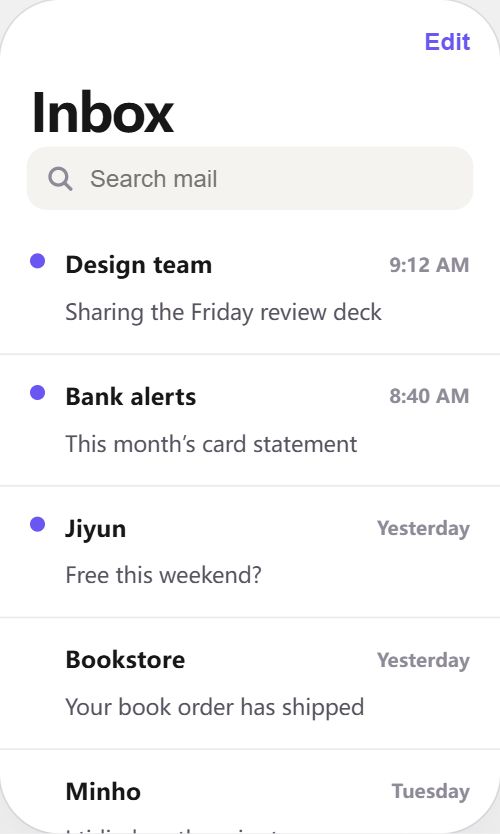 Edit
Inbox
Search mail
Design team 9:12 AM
Sharing the Friday review deck
Bank alerts 8:40 AM
This month’s card statement
Jiyun Yesterday
Free this weekend?
Bookstore Yesterday
Your book order has shipped
Minho Tuesday